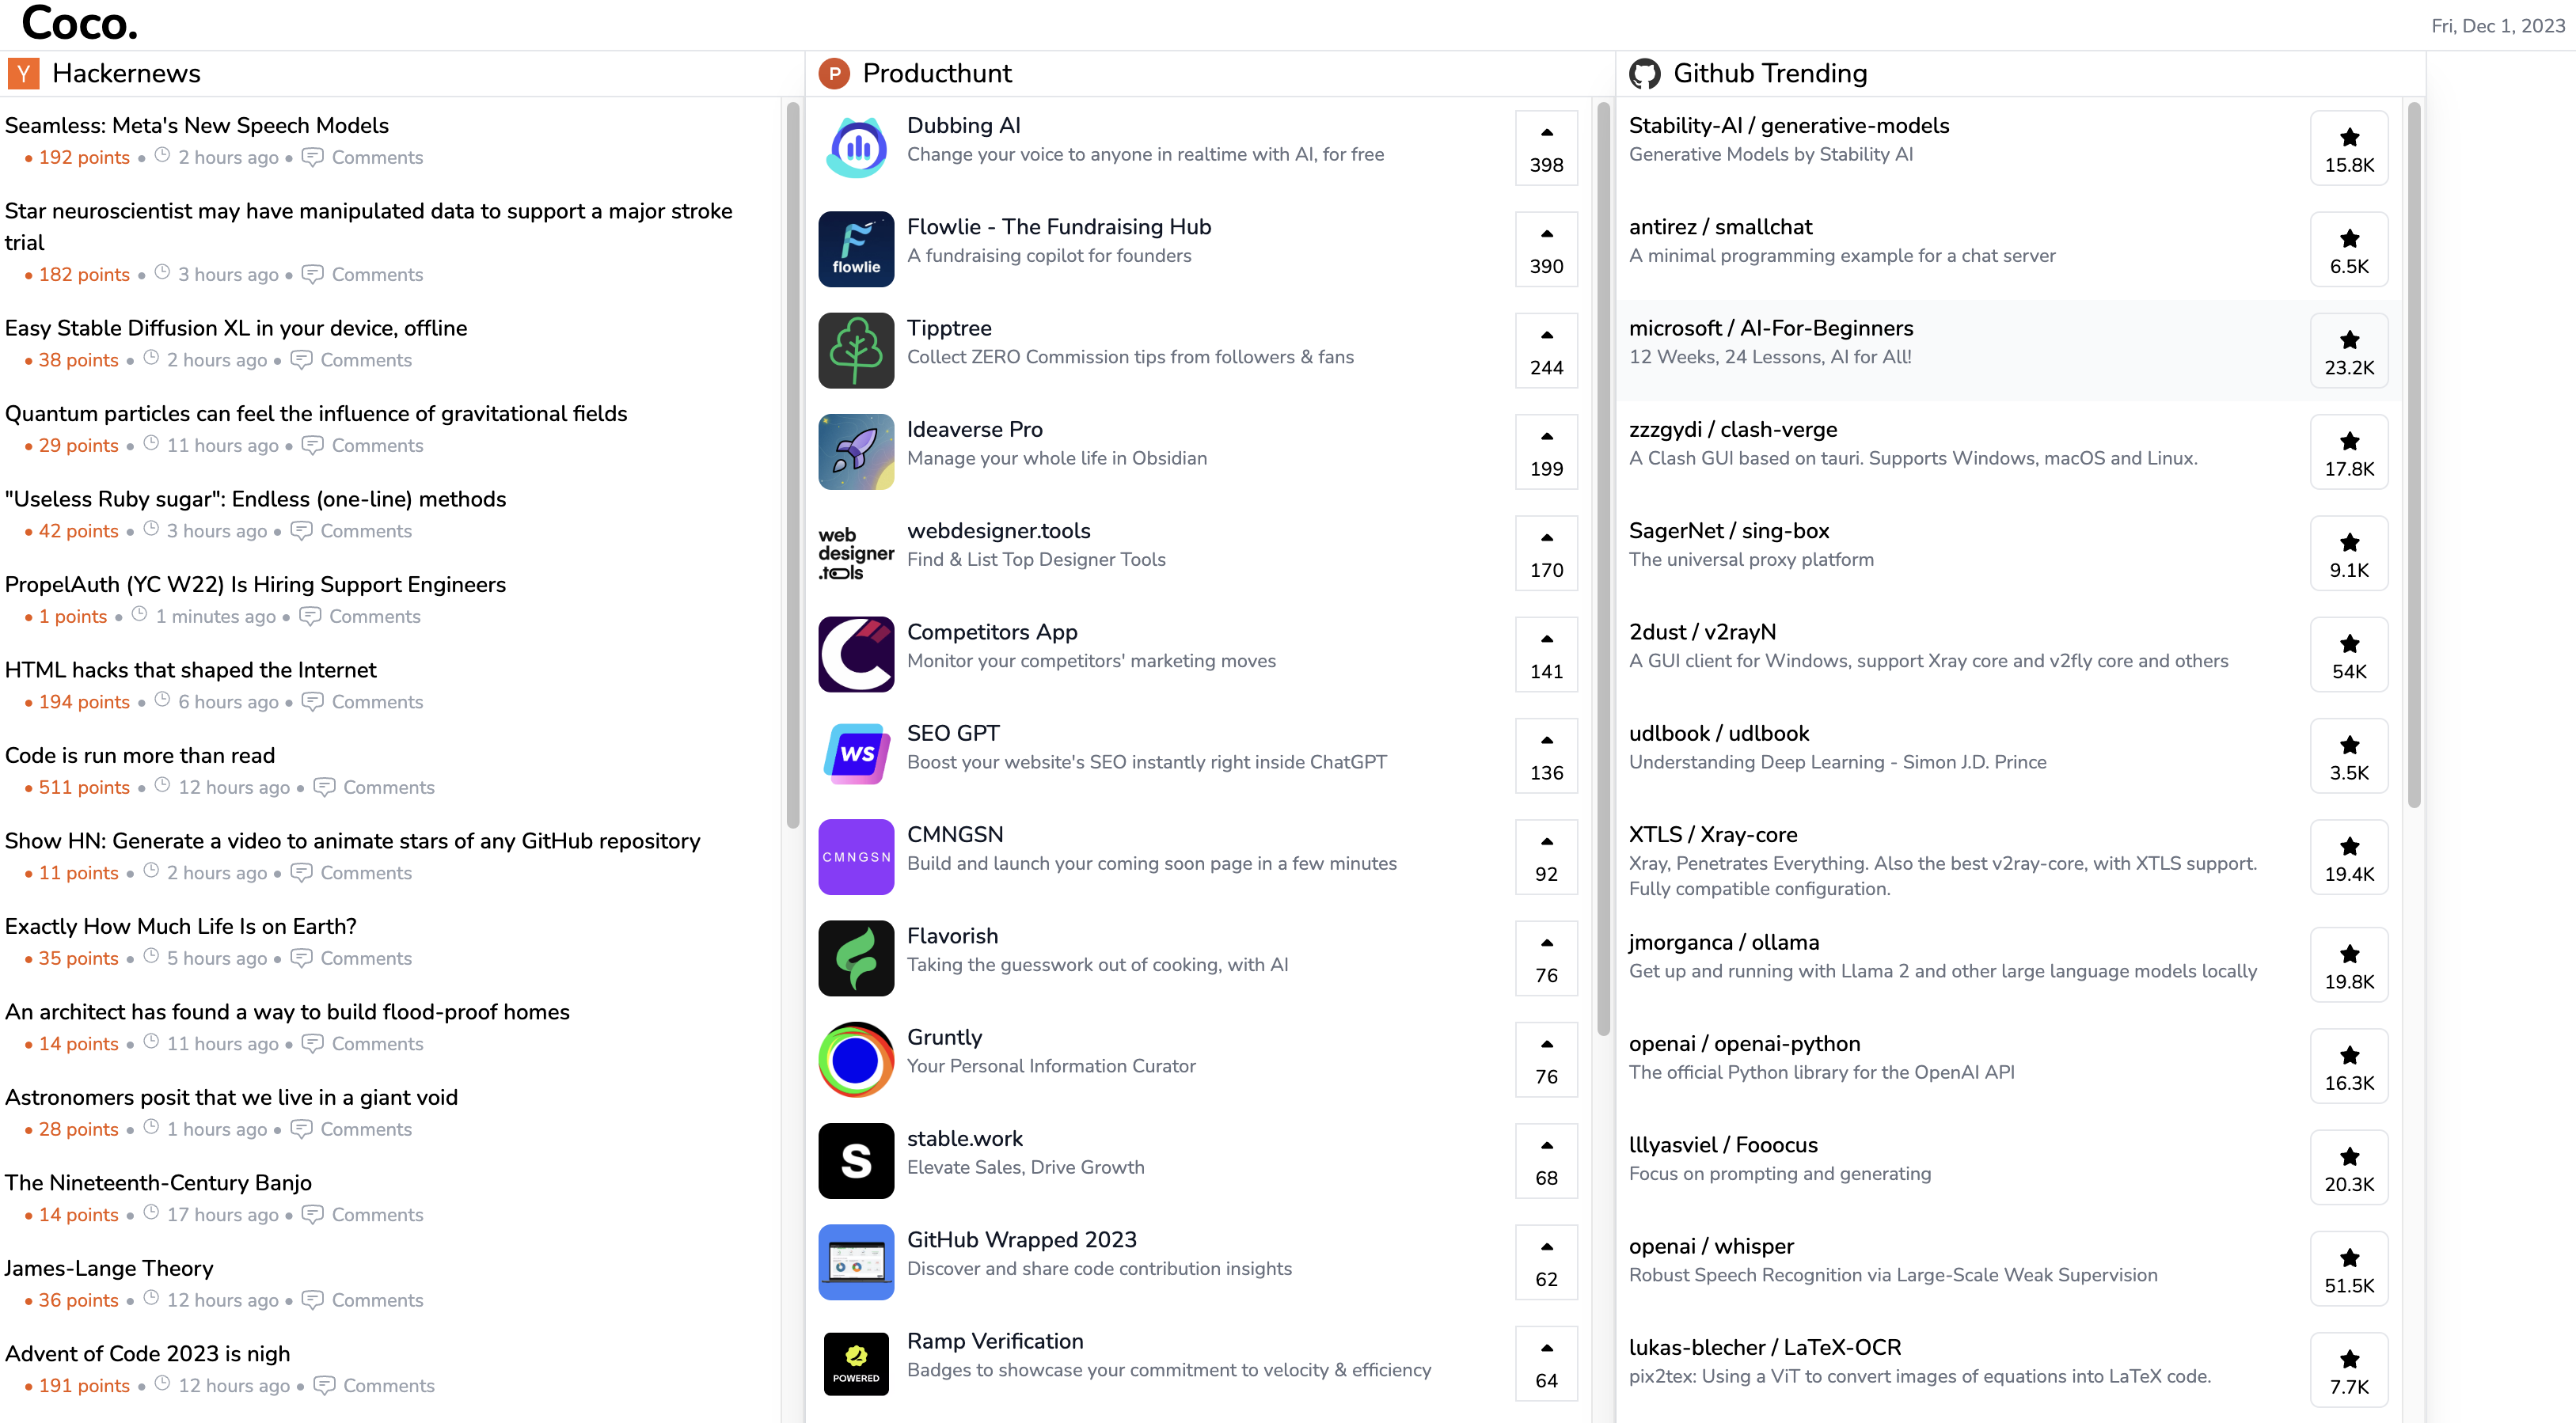 Coco.
Fri, Dec 1, 2023
Y Hackernews
Seamless: Meta's New Speech Models
• 192 points • 2 hours ago • Comments
Star neuroscientist may have manipulated data to support a major stroke
trial
• 182 points • 3 hours ago • Comments
Easy Stable Diffusion XL in your device, offline
• 38 points • 2 hours ago • Comments
Quantum particles can feel the influence of gravitational fields
• 29 points • 11 hours ago • Comments
"Useless Ruby sugar": Endless (one-line) methods
• 42 points • 3 hours ago • Comments
PropelAuth (YC W22) Is Hiring Support Engineers
• 1 points • 1 minutes ago • Comments
HTML hacks that shaped the Internet
• 194 points • 6 hours ago • Comments
Code is run more than read
• 511 points • 12 hours ago • Comments
Show HN: Generate a video to animate stars of any GitHub repository
• 11 points • 2 hours ago • Comments
Exactly How Much Life Is on Earth?
• 35 points • 5 hours ago • Comments
An architect has found a way to build flood-proof homes
• 14 points • 11 hours ago • Comments
Astronomers posit that we live in a giant void
• 28 points • 1 hours ago • Comments
The Nineteenth-Century Banjo
• 14 points • 17 hours ago • Comments
James-Lange Theory
• 36 points • 12 hours ago • Comments
Advent of Code 2023 is nigh
• 191 points • 12 hours ago • Comments
P Producthunt
Dubbing AI
Change your voice to anyone in realtime with AI, for free
398
flowlie
Flowlie - The Fundraising Hub
A fundraising copilot for founders
390
Tipptree
Collect ZERO Commission tips from followers & fans
244
Ideaverse Pro
Manage your whole life in Obsidian
199
web
designer
.tools
webdesigner.tools
Find & List Top Designer Tools
170
Competitors App
Monitor your competitors' marketing moves
141
WS
SEO GPT
Boost your website's SEO instantly right inside ChatGPT
136
CMNGSN
CMNGSN
Build and launch your coming soon page in a few minutes
92
Flavorish
Taking the guesswork out of cooking, with AI
76
Gruntly
Your Personal Information Curator
76
S
stable.work
Elevate Sales, Drive Growth
68
GitHub Wrapped 2023
Discover and share code contribution insights
62
POWERED
Ramp Verification
Badges to showcase your commitment to velocity & efficiency
64
Github Trending
Stability-AI / generative-models
Generative Models by Stability AI
15.8K
antirez / smallchat
A minimal programming example for a chat server
6.5K
microsoft / AI-For-Beginners
12 Weeks, 24 Lessons, AI for All!
23.2K
zzzgydi / clash-verge
A Clash GUI based on tauri. Supports Windows, macOS and Linux.
17.8K
SagerNet / sing-box
The universal proxy platform
9.1K
2dust / v2rayN
A GUI client for Windows, support Xray core and v2fly core and others
54K
udlbook / udlbook
Understanding Deep Learning - Simon J.D. Prince
3.5K
XTLS / Xray-core
Xray, Penetrates Everything. Also the best v2ray-core, with XTLS support.
Fully compatible configuration.
19.4K
jmorganca / ollama
Get up and running with Llama 2 and other large language models locally
19.8K
openai / openai-python
The official Python library for the OpenAI API
16.3K
lllyasviel / Fooocus
Focus on prompting and generating
20.3K
openai / whisper
Robust Speech Recognition via Large-Scale Weak Supervision
51.5K
lukas-blecher / LaTeX-OCR
pix2tex: Using a ViT to convert images of equations into LaTeX code.
7.7K